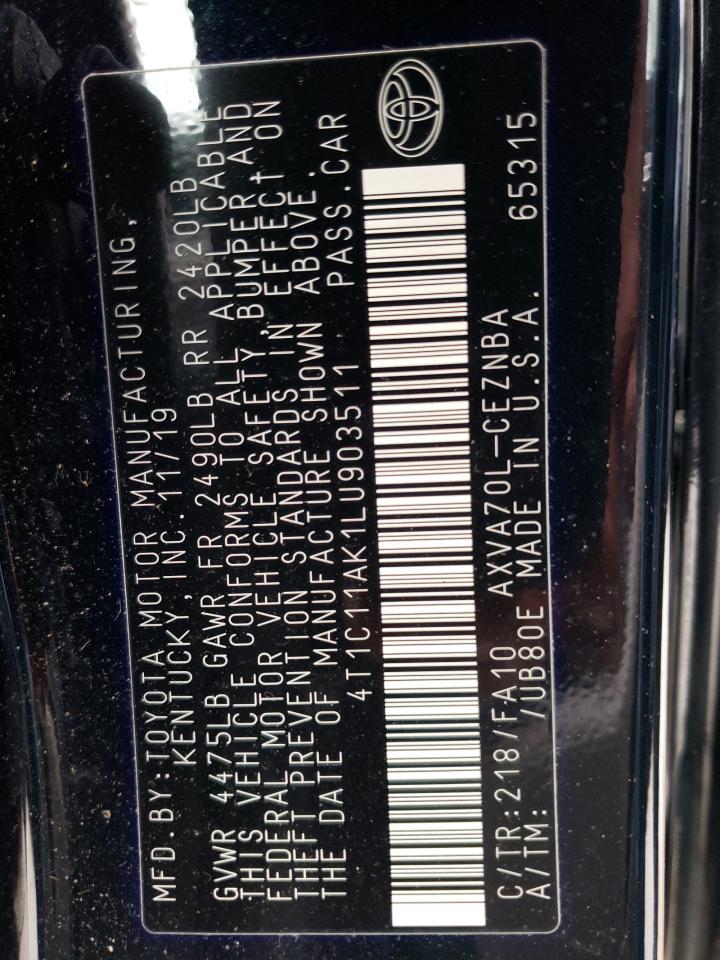 MFD.BY:TOYOTA MOTOR MANUFACTURING,
KENTUCKY,INC. 11/19
GVWR 4475LB GAWR FR 2490LB RR 2420LB
THIS VEHICLE CONFORMS TO ALL APPLICABLE
FEDERAL MOTOR VEHICLE SAFETY,BUMPER,AND
THEFT PREVENTION STANDARDS IN EFFECT ON
THE DATE OF MANUFACTURE SHOWN ABOVE.
4T1C11AK1LU903511 PASS.CAR
C/TR:218/FA10 AXVA70L-CEZNBA
A/TM: /UB80E MADE IN U.S.A. 65315